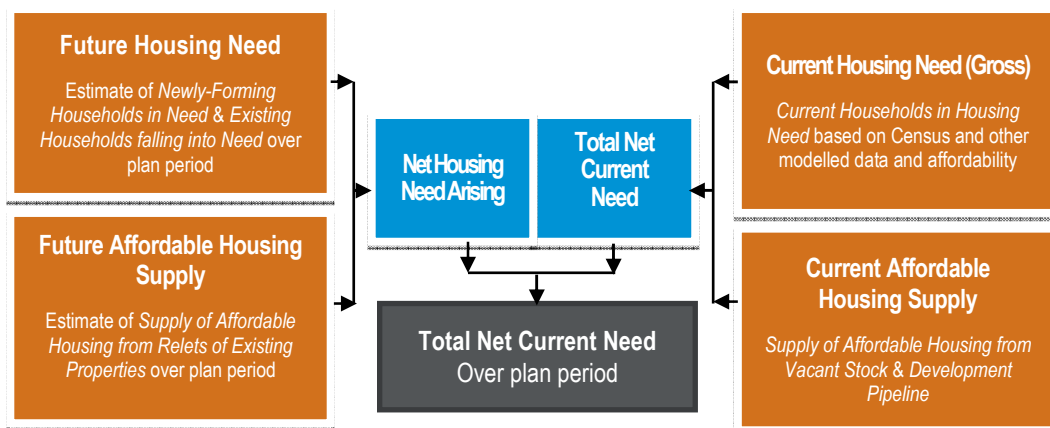 Future Housing Need
Estimate of Newly-Forming
Households in Need & Existing
Households falling into Need over
plan period
Future Affordable Housing
Supply
Estimate of Supply of Affordable
Housing from Relets of Existing
Properties over plan period
Net Housing
Need Arising
Total Net
Current
Need
Total Net Current Need
Over plan period
Current Housing Need (Gross)
Current Households in Housing
Need based on Census and other
modelled data and affordability
Current Affordable
Housing Supply
Supply of Affordable Housing from
Vacant Stock & Development
Pipeline